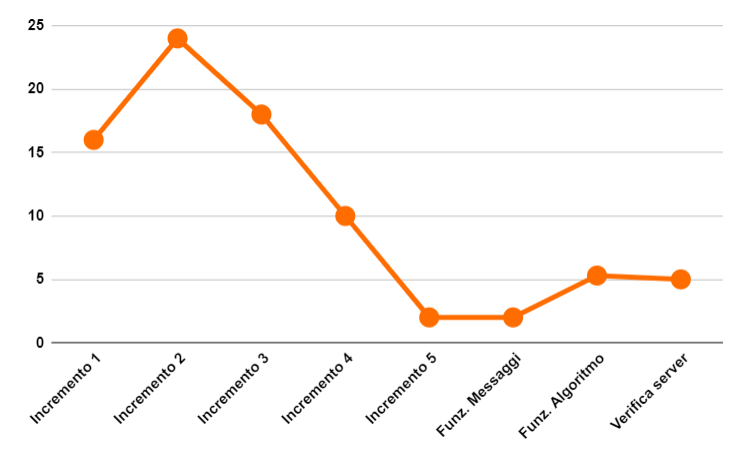 25
20
15
10
5
0
Incremento 1
Incremento 2
Incremento 3
Incremento 4
Incremento 5
Funz. Messaggi
Funz. Algoritmo
Verifica server